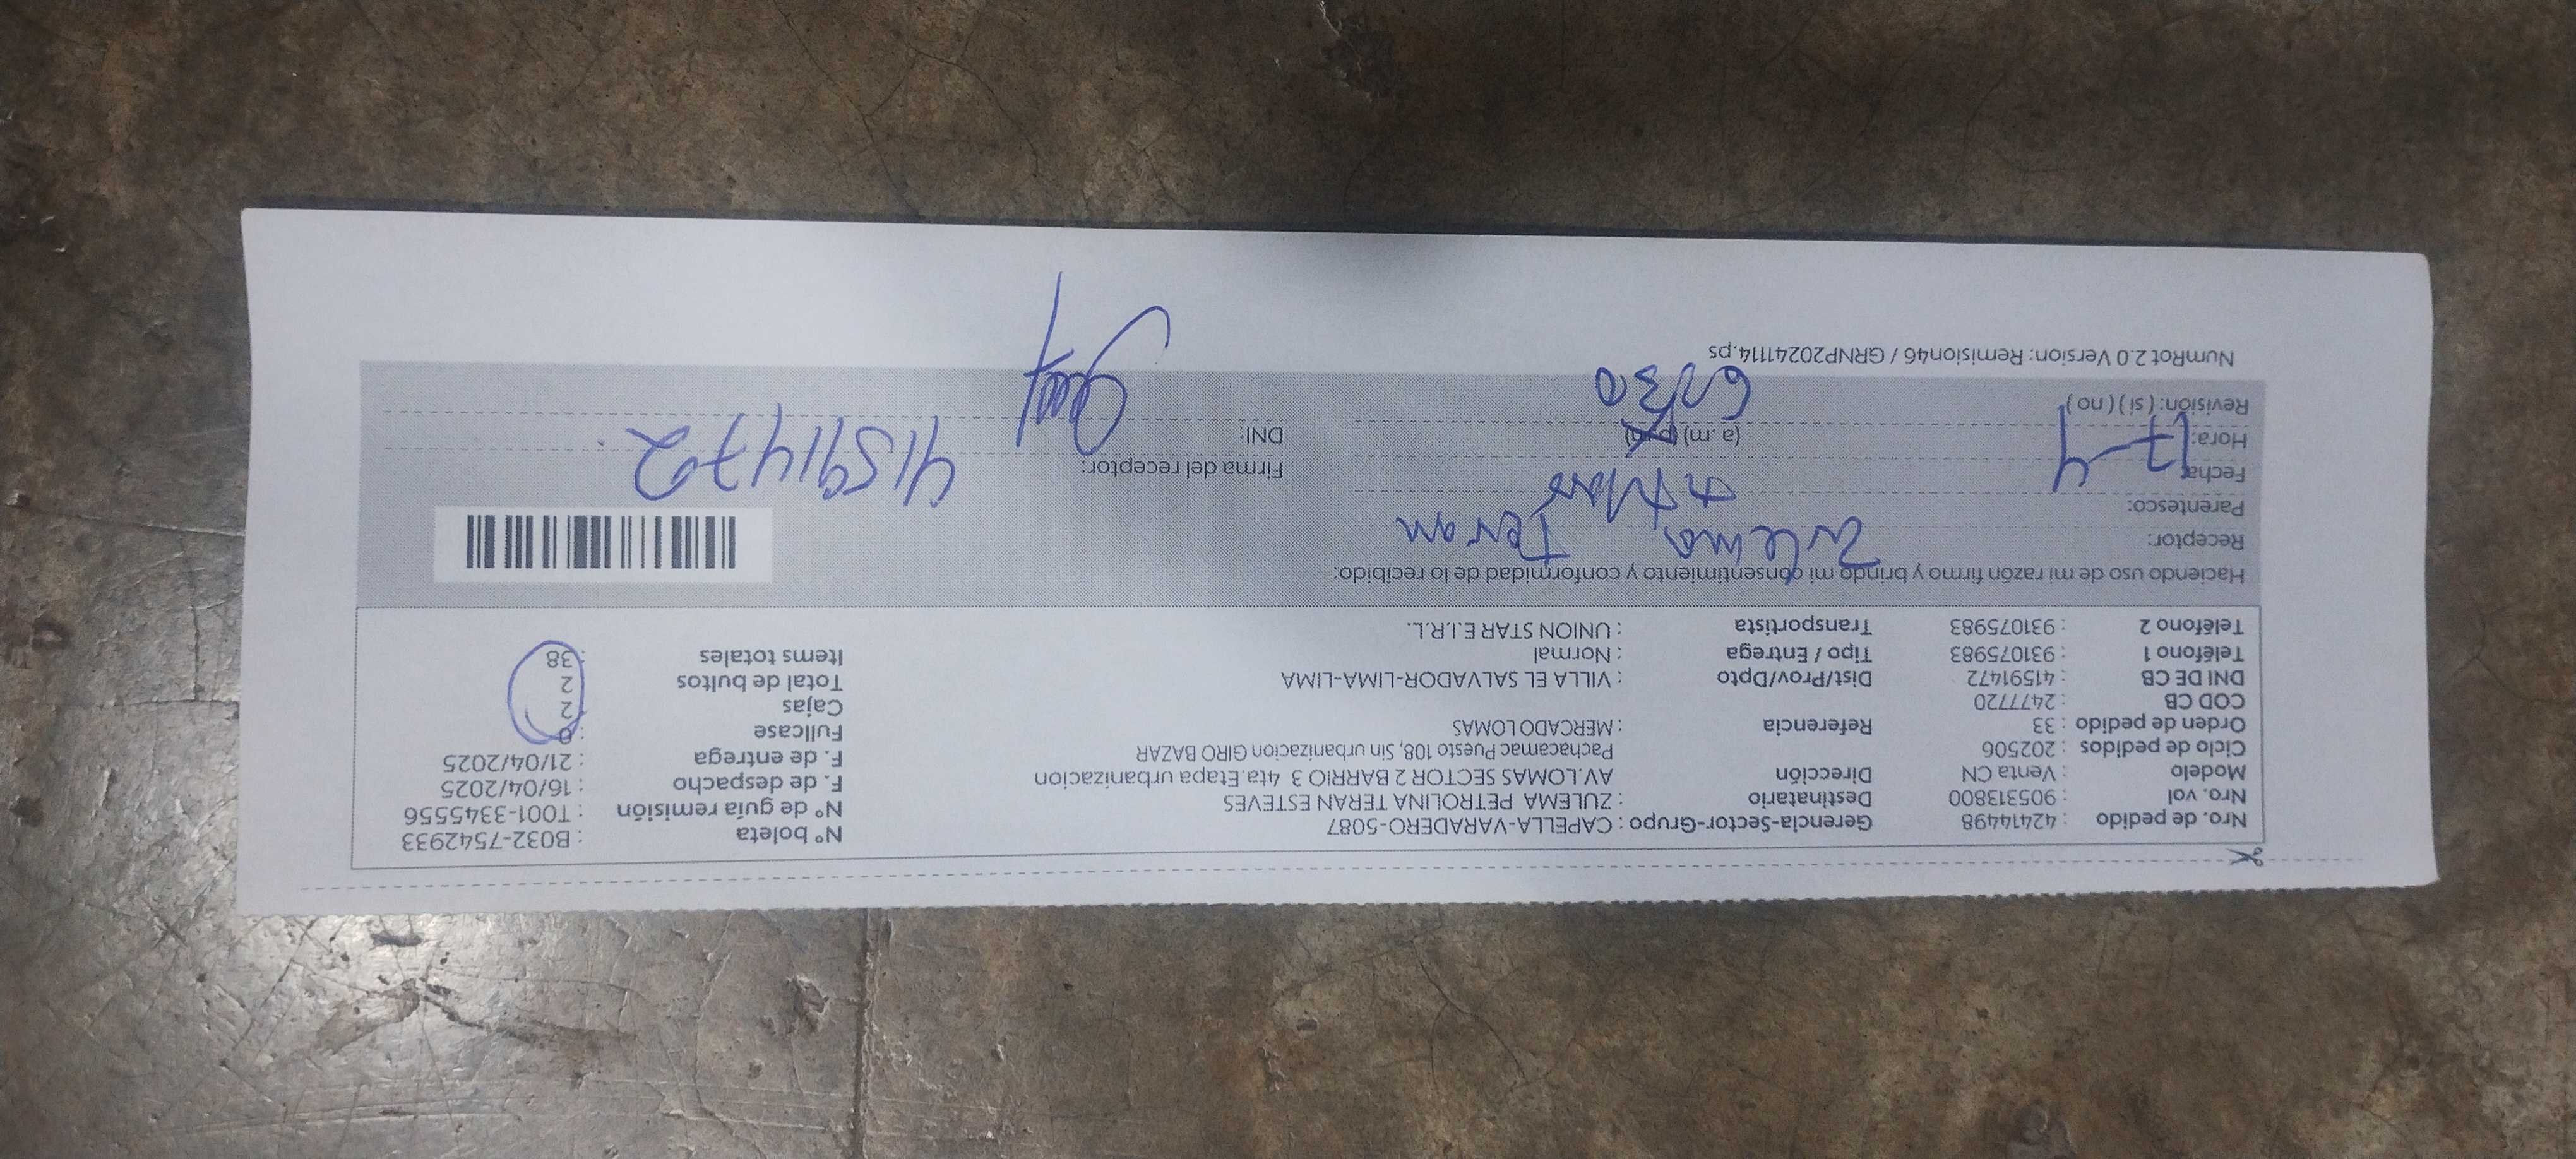 Nro. de pedido : 42414498 Gerencia-Sector-Grupo : CAPELLA-VARADERO-5087 N° boleta : B032-7542933
Nro. vol : 905313800 Destinatario : ZULEMA PETROLINA TERAN ESTEVES N° de guía remisión : T001-3345556
Modelo : Venta CN Dirección AV.LOMAS SECTOR 2 BARRIO 3 4ta.Etapa urbanizacion F. de despacho : 16/04/2025
Ciclo de pedidos : 202506 Pachacamac Puesto 108, Sin urbanizacion GIRO BAZAR F. de entrega : 21/04/2025
Orden de pedido : 33 Referencia : MERCADO LOMAS Fullcase : 0
COD CB : 2477720 Cajas : 2
DNI DE CB : 41591472 Dist/Prov/Dpto : VILLA EL SALVADOR-LIMA-LIMA Total de bultos : 2
Teléfono 1 : 931075983 Tipo / Entrega : Normal Items totales : 38
Teléfono 2 : 931075983 Transportista : UNION STAR E.I.R.L.
Haciendo uso de mi razón firmo y brindo mi consentimiento y conformidad de lo recibido:
Receptor: Zulema Teran
Parentesco:
Fecha: 17-4 Firma del receptor: 41591472
Hora: (a. m) (p. m) DNI:
Revisión: ( si ) ( no ) 6:30
NumRot 2.0 Version: Remision46 / GRNP20241114.ps